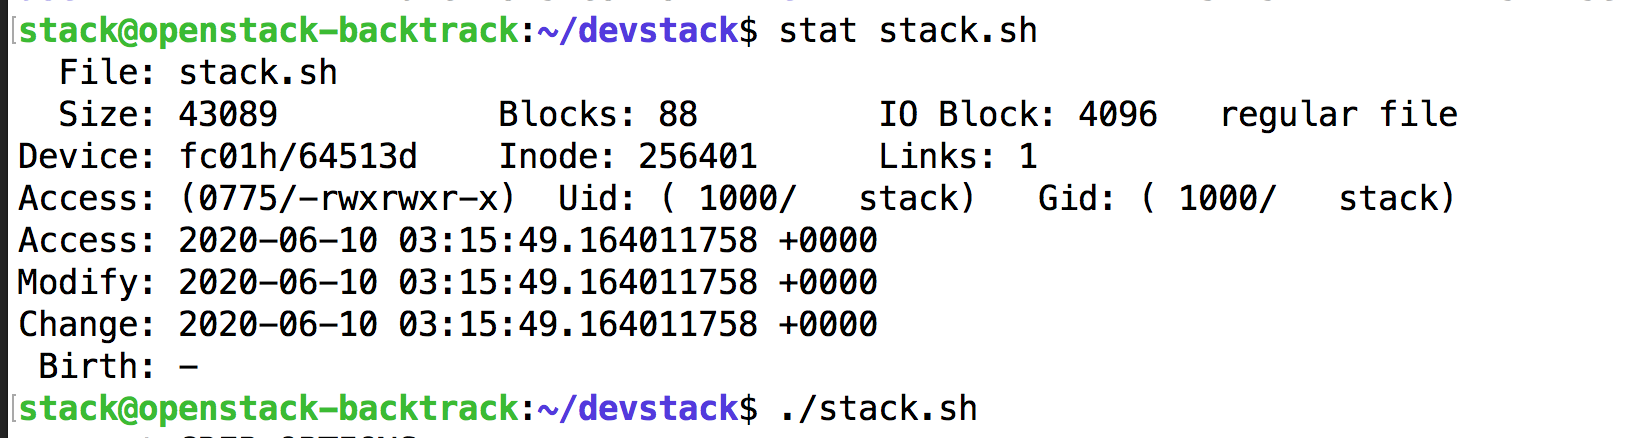 stack@openstack-backtrack:~/devstack$ stat stack.sh
  File: stack.sh
  Size: 43089           Blocks: 88         IO Block: 4096   regular file
Device: fc01h/64513d    Inode: 256401      Links: 1
Access: (0775/-rwxrwxr-x)  Uid: ( 1000/   stack)   Gid: ( 1000/   stack)
Access: 2020-06-10 03:15:49.164011758 +0000
Modify: 2020-06-10 03:15:49.164011758 +0000
Change: 2020-06-10 03:15:49.164011758 +0000
 Birth: -
stack@openstack-backtrack:~/devstack$ ./stack.sh